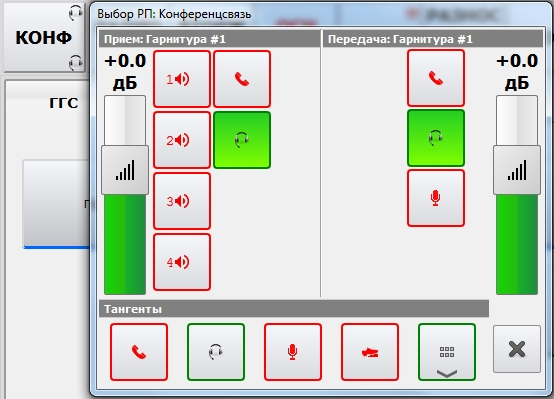 Выбор РП: Конференцсвязь
КОНФ
Прием: Гарнитура #1
Передача: Гарнитура #1
+0.0
дБ
+0.0
дБ
ГГС
1
2
3
4
Тангенты